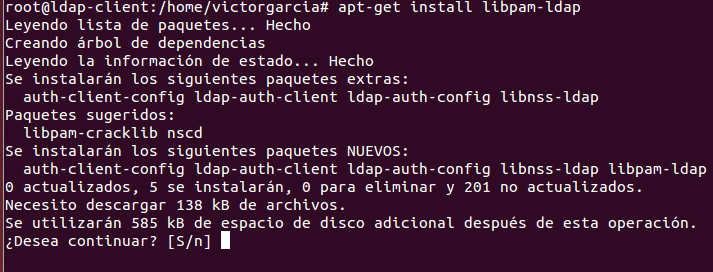 root@ldap-client:/home/victorgarcia# apt-get install libpam-ldap
Leyendo lista de paquetes... Hecho
Creando árbol de dependencias
Leyendo la información de estado... Hecho
Se instalarán los siguientes paquetes extras:
  auth-client-config ldap-auth-client ldap-auth-config libnss-ldap
Paquetes sugeridos:
  libpam-cracklib nscd
Se instalarán los siguientes paquetes NUEVOS:
  auth-client-config ldap-auth-client ldap-auth-config libnss-ldap libpam-ldap
0 actualizados, 5 se instalarán, 0 para eliminar y 201 no actualizados.
Necesito descargar 138 kB de archivos.
Se utilizarán 585 kB de espacio de disco adicional después de esta operación.
¿Desea continuar? [S/n]